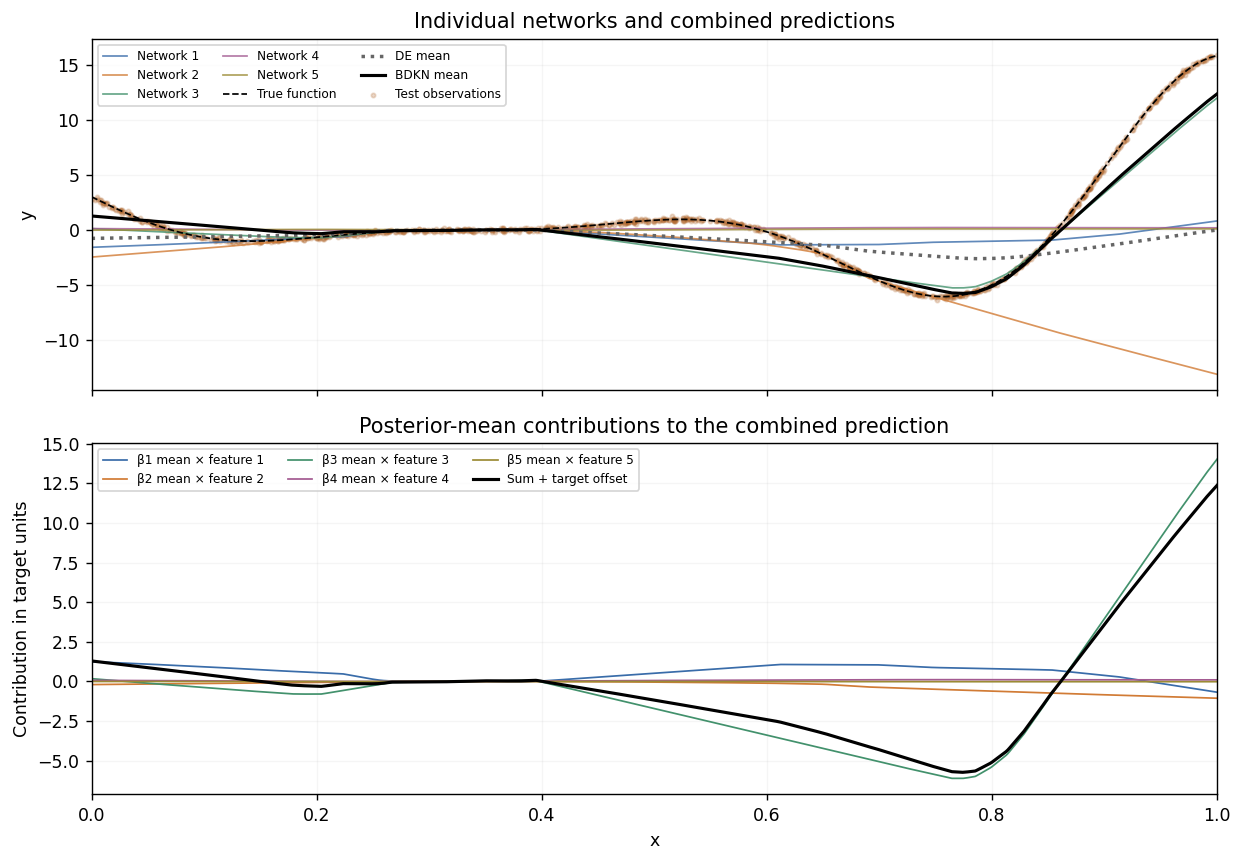 Individual networks and combined predictions
Network 1 Network 4 DE mean
Network 2 Network 5 BDKN mean
Network 3 True function Test observations
15
10
5
0
−5
−10
y
Posterior-mean contributions to the combined prediction
β1 mean × feature 1 β3 mean × feature 3 β5 mean × feature 5
β2 mean × feature 2 β4 mean × feature 4 Sum + target offset
15.0
12.5
10.0
7.5
5.0
2.5
0.0
−2.5
−5.0
Contribution in target units
0.0 0.2 0.4 0.6 0.8 1.0
x